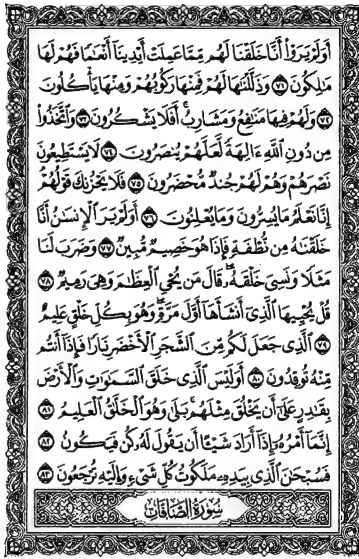 أَوَلَمْ يَرَوْا۟ أَنَّا خَلَقْنَا لَهُم مِّمَّا عَمِلَتْ أَيْدِينَآ أَنْعَـٰمًا فَهُمْ لَهَا
مَـٰلِكُونَ ٧١ وَذَلَّلْنَـٰهَا لَهُمْ فَمِنْهَا رَكُوبُهُمْ وَمِنْهَا يَأْكُلُونَ
٧٢ وَلَهُمْ فِيهَا مَنَـٰفِعُ وَمَشَارِبُ ۖ أَفَلَا يَشْكُرُونَ ٧٣ وَٱتَّخَذُوا۟
مِن دُونِ ٱللَّهِ ءَالِهَةً لَّعَلَّهُمْ يُنصَرُونَ ٧٤ لَا يَسْتَطِيعُونَ
نَصْرَهُمْ وَهُمْ لَهُمْ جُندٌ مُّحْضَرُونَ ٧٥ فَلَا يَحْزُنكَ قَوْلُهُمْ ۘ
إِنَّا نَعْلَمُ مَا يُسِرُّونَ وَمَا يُعْلِنُونَ ٧٦ أَوَلَمْ يَرَ ٱلْإِنسَـٰنُ أَنَّا
خَلَقْنَـٰهُ مِن نُّطْفَةٍ فَإِذَا هُوَ خَصِيمٌ مُّبِينٌ ٧٧ وَضَرَبَ لَنَا
مَثَلًا وَنَسِىَ خَلْقَهُۥ ۖ قَالَ مَن يُحْىِ ٱلْعِظَـٰمَ وَهِىَ رَمِيمٌ ٧٨
قُلْ يُحْيِيهَا ٱلَّذِىٓ أَنشَأَهَآ أَوَّلَ مَرَّةٍ ۖ وَهُوَ بِكُلِّ خَلْقٍ عَلِيمٌ
٧٩ ٱلَّذِى جَعَلَ لَكُم مِّنَ ٱلشَّجَرِ ٱلْأَخْضَرِ نَارًا فَإِذَآ أَنتُم
مِّنْهُ تُوقِدُونَ ٨٠ أَوَلَيْسَ ٱلَّذِى خَلَقَ ٱلسَّمَـٰوَٰتِ وَٱلْأَرْضَ
بِقَـٰدِرٍ عَلَىٰٓ أَن يَخْلُقَ مِثْلَهُم ۚ بَلَىٰ وَهُوَ ٱلْخَلَّـٰقُ ٱلْعَلِيمُ ٨١
إِنَّمَآ أَمْرُهُۥٓ إِذَآ أَرَادَ شَيْـًٔا أَن يَقُولَ لَهُۥ كُن فَيَكُونُ ٨٢
فَسُبْحَـٰنَ ٱلَّذِى بِيَدِهِۦ مَلَكُوتُ كُلِّ شَىْءٍ وَإِلَيْهِ تُرْجَعُونَ ٨٣
سُورَةُ الصَّافَّاتِ